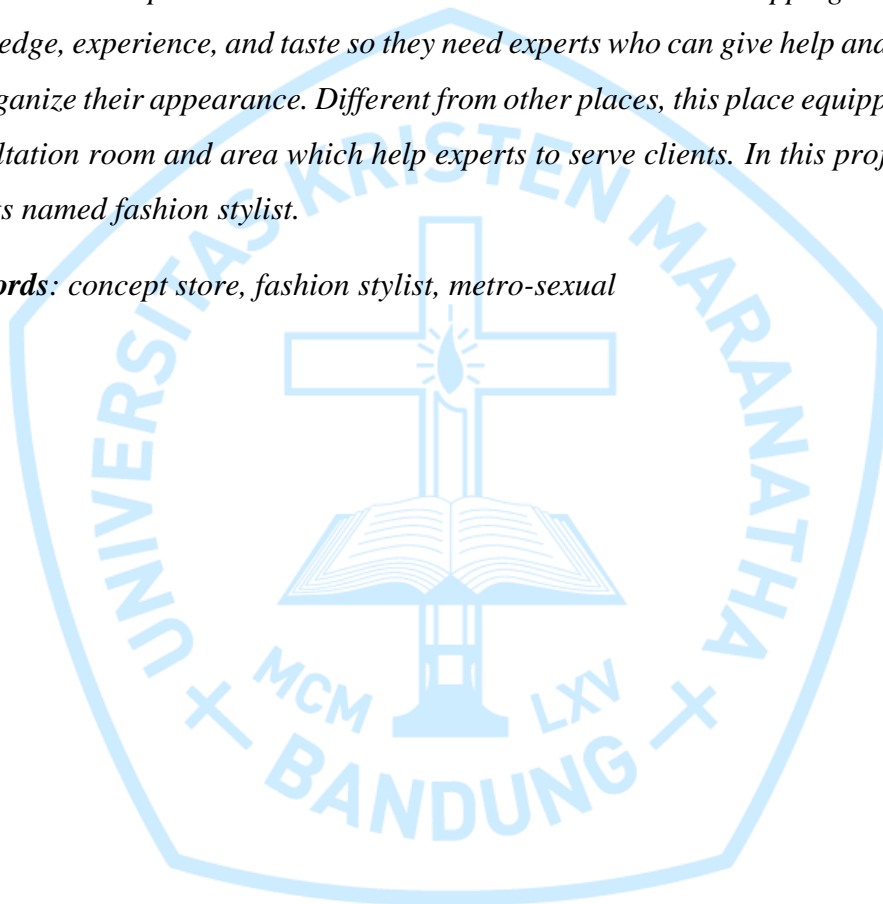 edge, experience, and taste so they need experts who can give help and
ganize their appearance. Different from other places, this place equipp
ltation room and area which help experts to serve clients. In this proj
s named fashion stylist.
ords: concept store, fashion stylist, metro-sexual
UNIVERSITAS KRISTEN MARANATHA
MCM LXV
BANDUNG